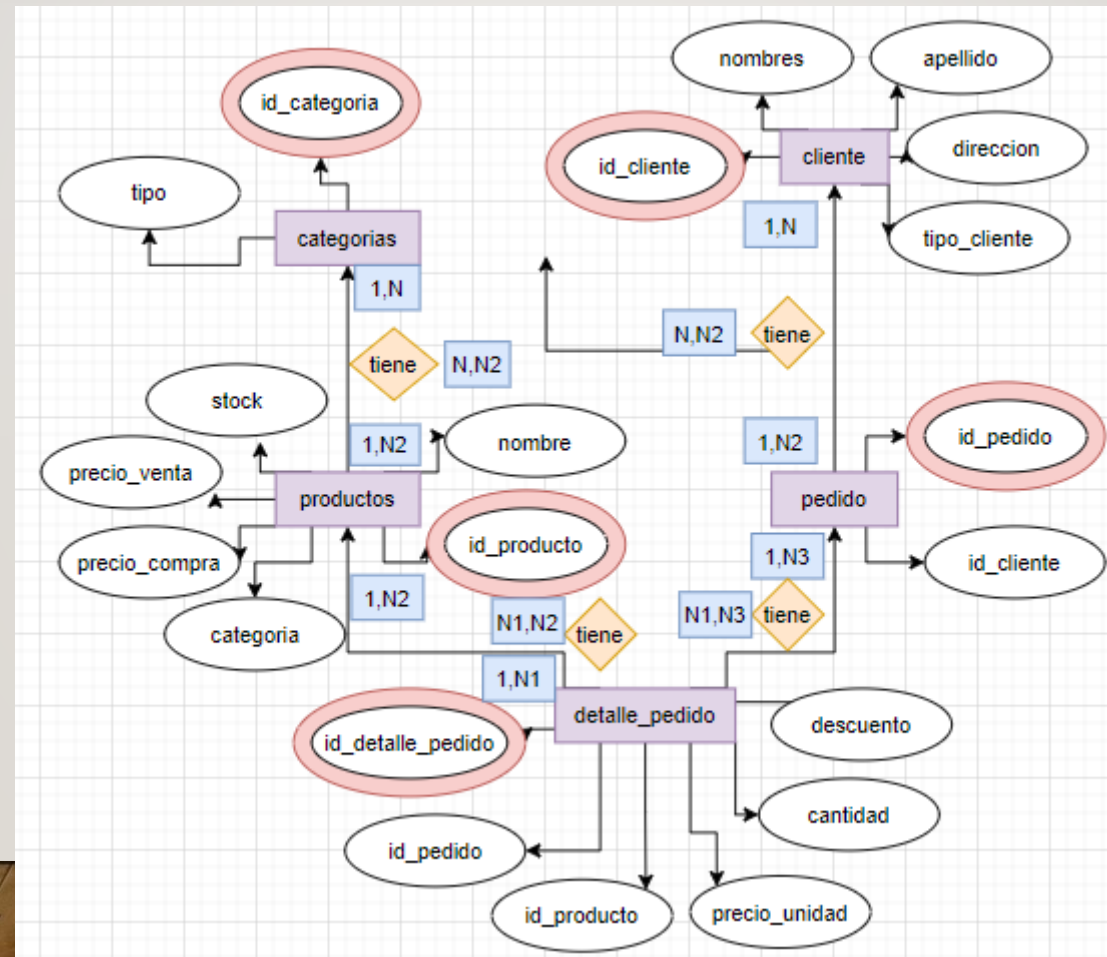 nombres
apellido
id_categoria
cliente
direccion
id_cliente
tipo
1,N
tipo_cliente
categorias
1,N
N,N2
tiene
tiene
N,N2
stock
1,N2
nombre
1,N2
id_pedido
precio_venta
productos
pedido
id_producto
precio_compra
1,N3
id_cliente
1,N2
categoria
N1,N2
tiene
N1,N3
tiene
1,N1
detalle_pedido
id_detalle_pedido
descuento
cantidad
id_pedido
id_producto
precio_unidad